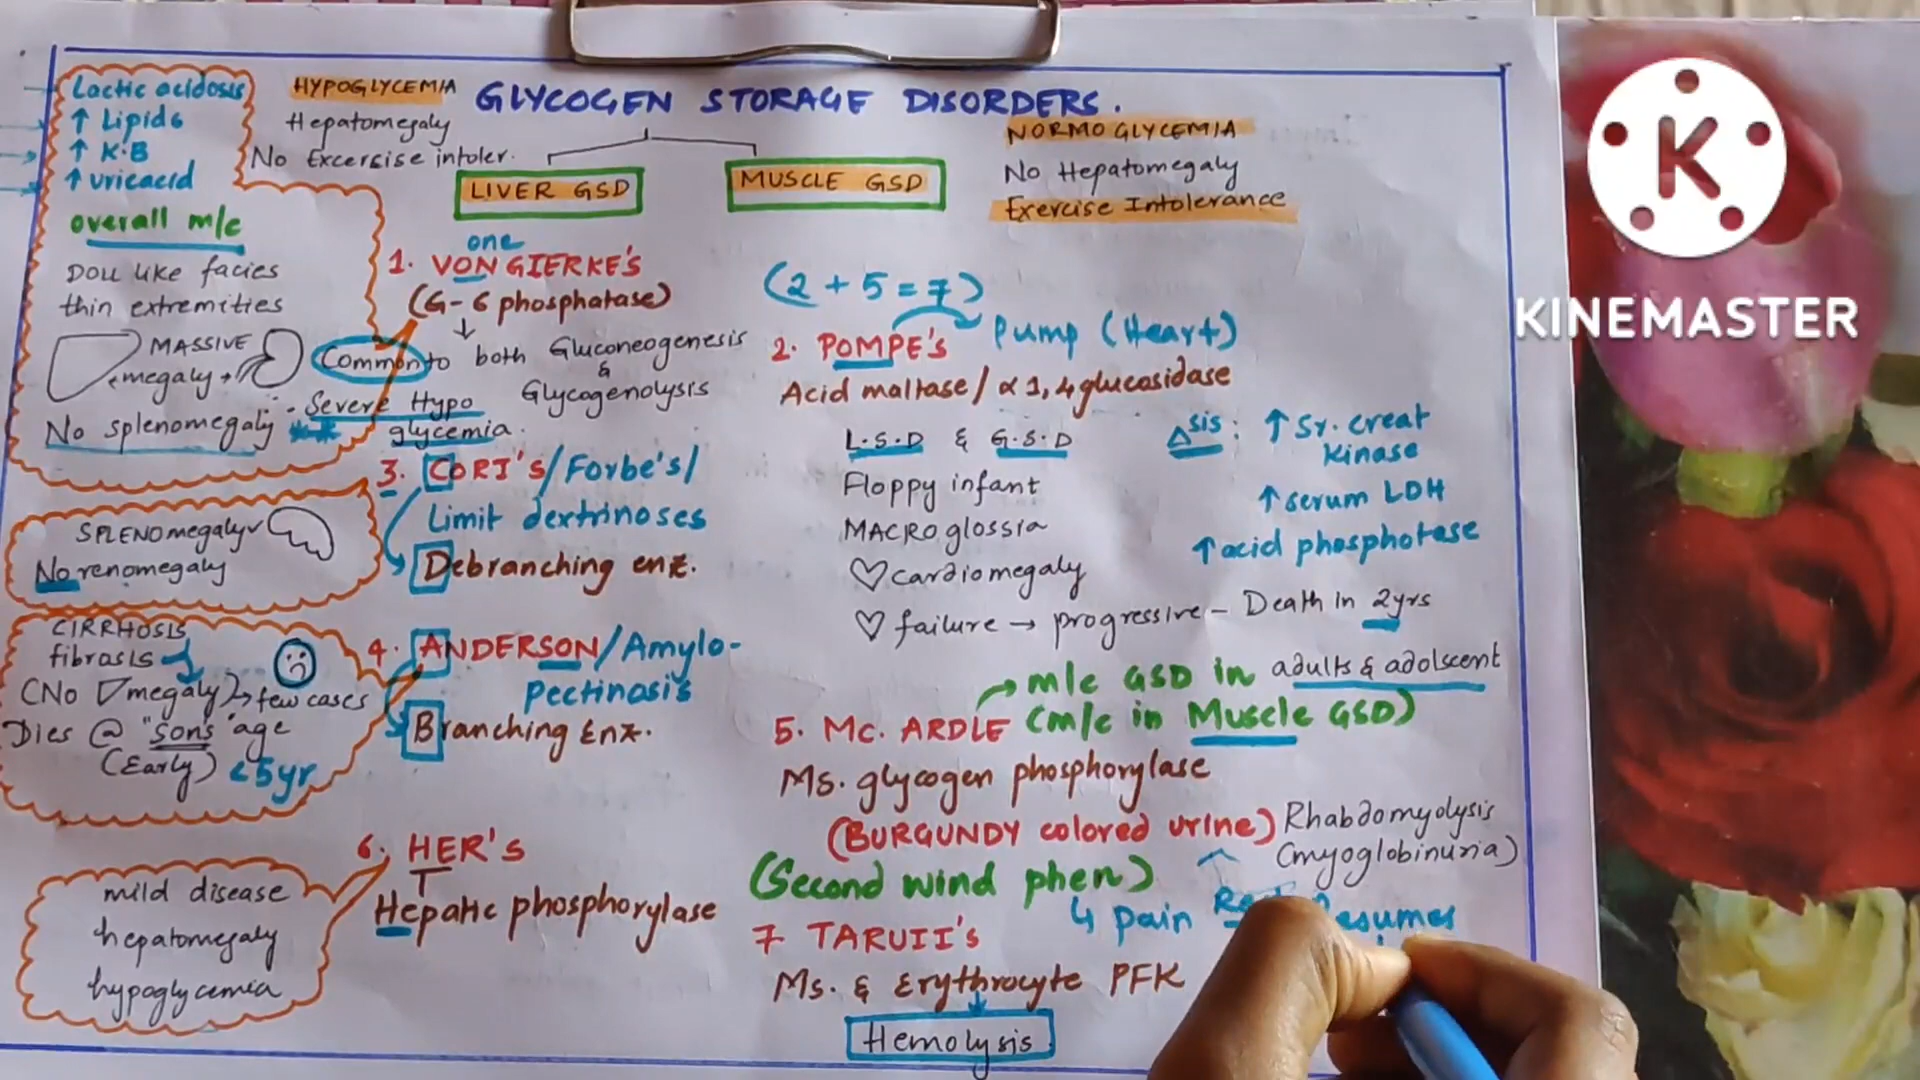 GLYCOGEN STORAGE DISORDERS.
Lactic acidosis
↑ Lipids
↑ K.B
↑ uricacid
overall m/c
Doll like facies
thin extremities
MASSIVE
megaly +
No splenomegaly
HYPOGLYCEMIA
Hepatomegaly
No Excersise intoler.
LIVER GSD
MUSCLE GSD
NORMOGLYCEMIA
No Hepatomegaly
Exercise Intolerance
one
1. VON GIERKE'S
(G-6 phosphatase)
↓
Common to both Gluconeogenesis
&
Glycogenolysis
- Severe Hypo
glycemia.
3. CORI'S/Forbe's/
Limit dextrinoses
Debranching enz.
SPLENOmegaly ✓
No renomegaly
4. ANDERSON/Amylo-
pectinosis
Branching Enz.
CIRRHOSIS
fibrosis
(No megaly) → few cases
Dies @ "son's" age
(Early) <5yr
6. HER's
Hepatic phosphorylase
mild disease
hepatomegaly
hypoglycemia
(2 + 5 = 7)
2. POMPE's Pump (Heart)
Acid maltase / α 1,4 glucosidase
L.S.D & G.S.D
Floppy infant
MACROglossia
♡ cardiomegaly
♡ failure → progressive - Death in 2yrs
Δsis : ↑ Sr. creat
kinase
↑ serum LDH
↑ acid phosphotase
→ m/c GSD in adults & adolscent
5. Mc. ARDLE (m/c in Muscle GSD)
Ms. glycogen phosphorylase
(BURGUNDY colored urine) Rhabdomyolysis
(myoglobinuria)
(Second wind phen)
↳ pain
7 TARUII's
Ms. & Erythrocyte PFK
↓
Hemolysis
K
KINEMASTER